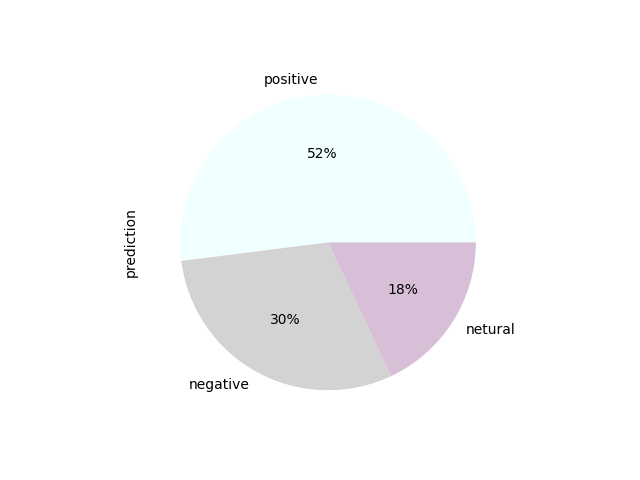 positive
52%
prediction
18%
30%
netural
negative